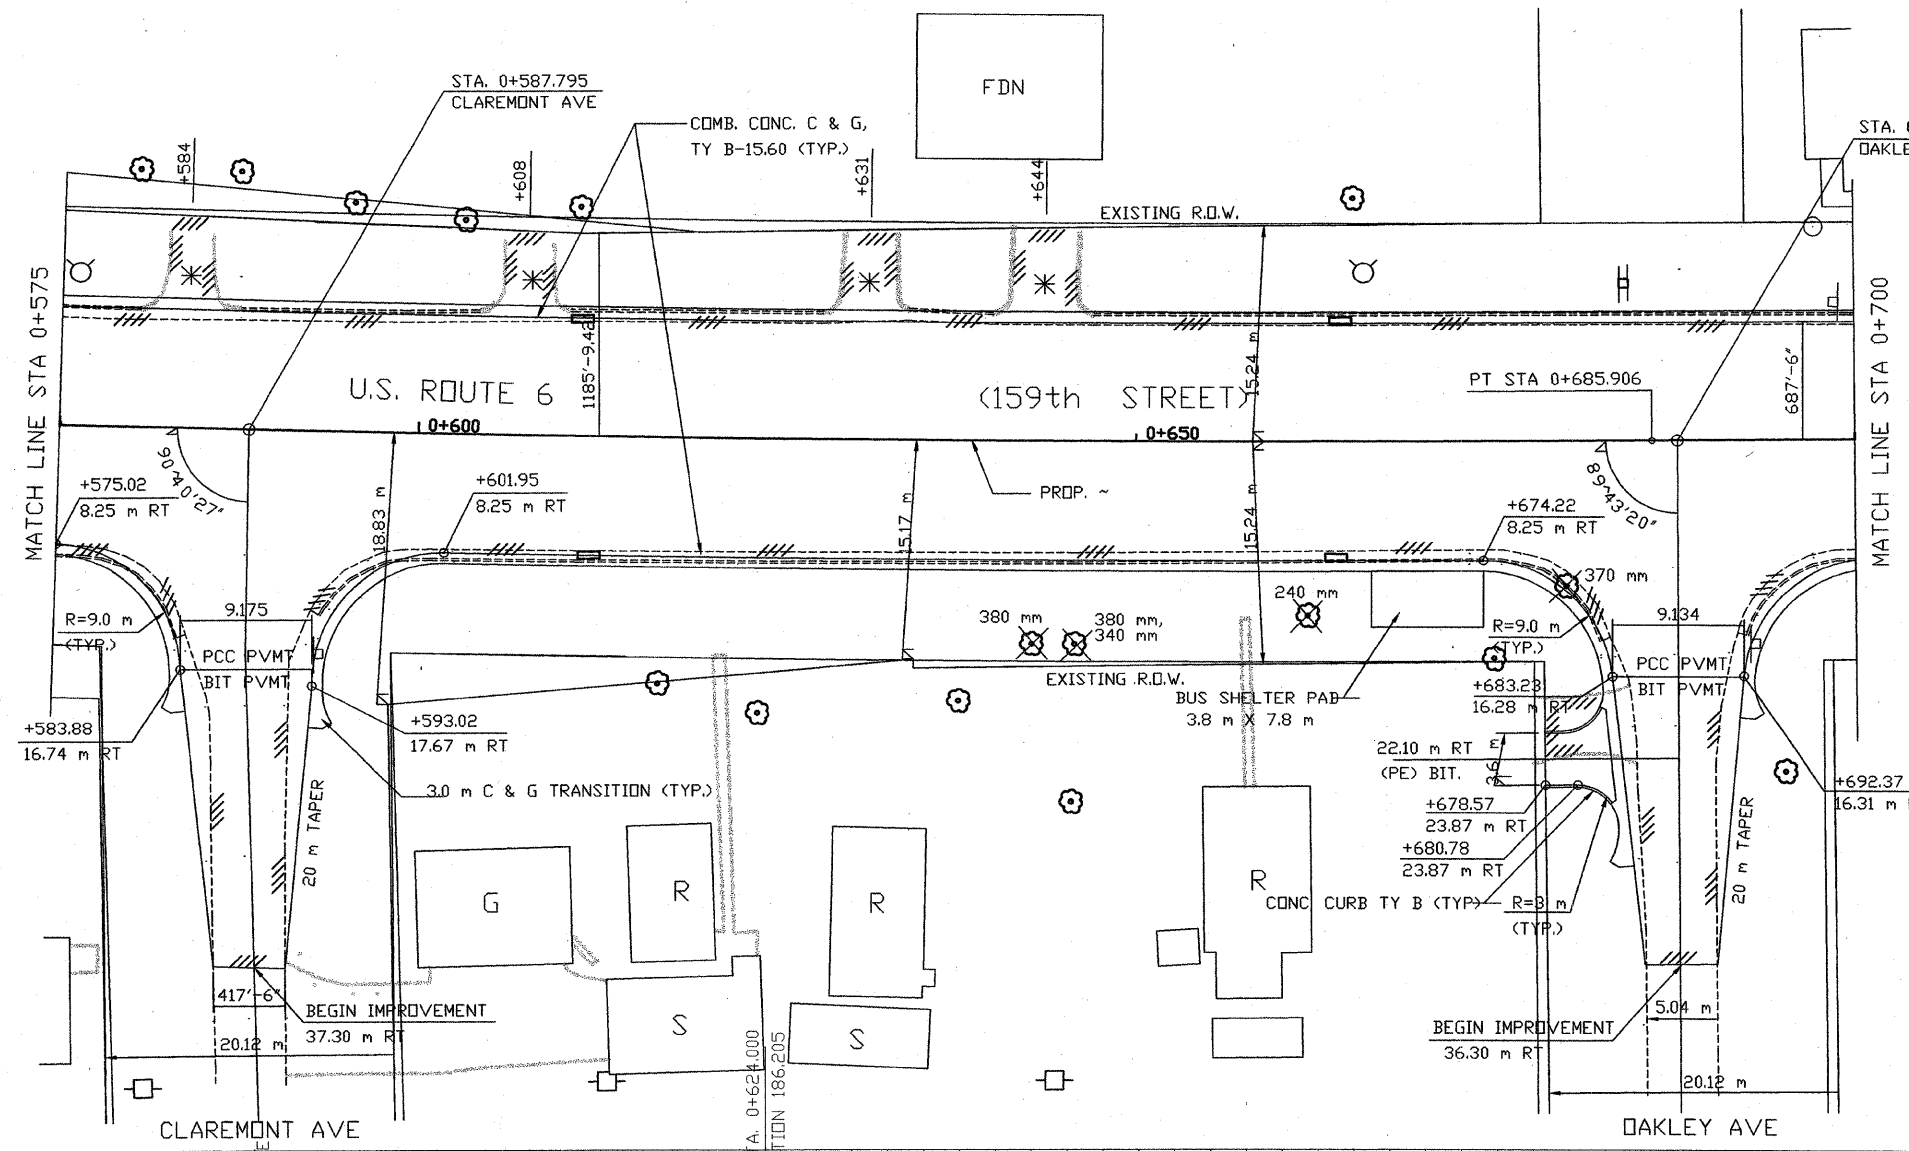 STA. 0+587.795
CLAREMONT AVE
FDN
COMB. CONC. C & G,
TY B-15.60 (TYP.)
STA.
OAKLE
+584
+608
+631
+644
EXISTING R.O.W.
MATCH LINE STA 0+575
MATCH LINE STA 0+700
1185'-9.42
15.24 m
687'-6"
U.S. ROUTE 6
(159th STREET)
PT STA 0+685.906
0+600
0+650
90~40'27"
89~43'20"
+575.02
8.25 m RT
18.83 m
+601.95
8.25 m RT
15.17 m
PROP. ~
15.24 m
+674.22
8.25 m RT
370 mm
240 mm
R=9.0 m
(TYP.)
9.175
380 mm
380 mm,
340 mm
R=9.0 m
(TYP.)
9.134
PCC PVMT
BIT PVMT
PCC PVMT
BIT PVMT
EXISTING R.O.W.
BUS SHELTER PAD
3.8 m X 7.8 m
+683.23
16.28 m RT
+583.88
16.74 m RT
+593.02
17.67 m RT
22.10 m RT
(PE) BIT.
3.6 m
+692.37
16.31 m
3.0 m C & G TRANSITION (TYP.)
20 m TAPER
+678.57
23.87 m RT
+680.78
23.87 m RT
20 m TAPER
G
R
R
R
CONC CURB TY B (TYP)
R=3 m
(TYP.)
417'-6"
BEGIN IMPROVEMENT
37.30 m RT
20.12 m
S
S
5.04 m
BEGIN IMPROVEMENT
36.30 m RT
20.12 m
TA. 0+624.000
TION 186.205
CLAREMONT AVE
E
OAKLEY AVE